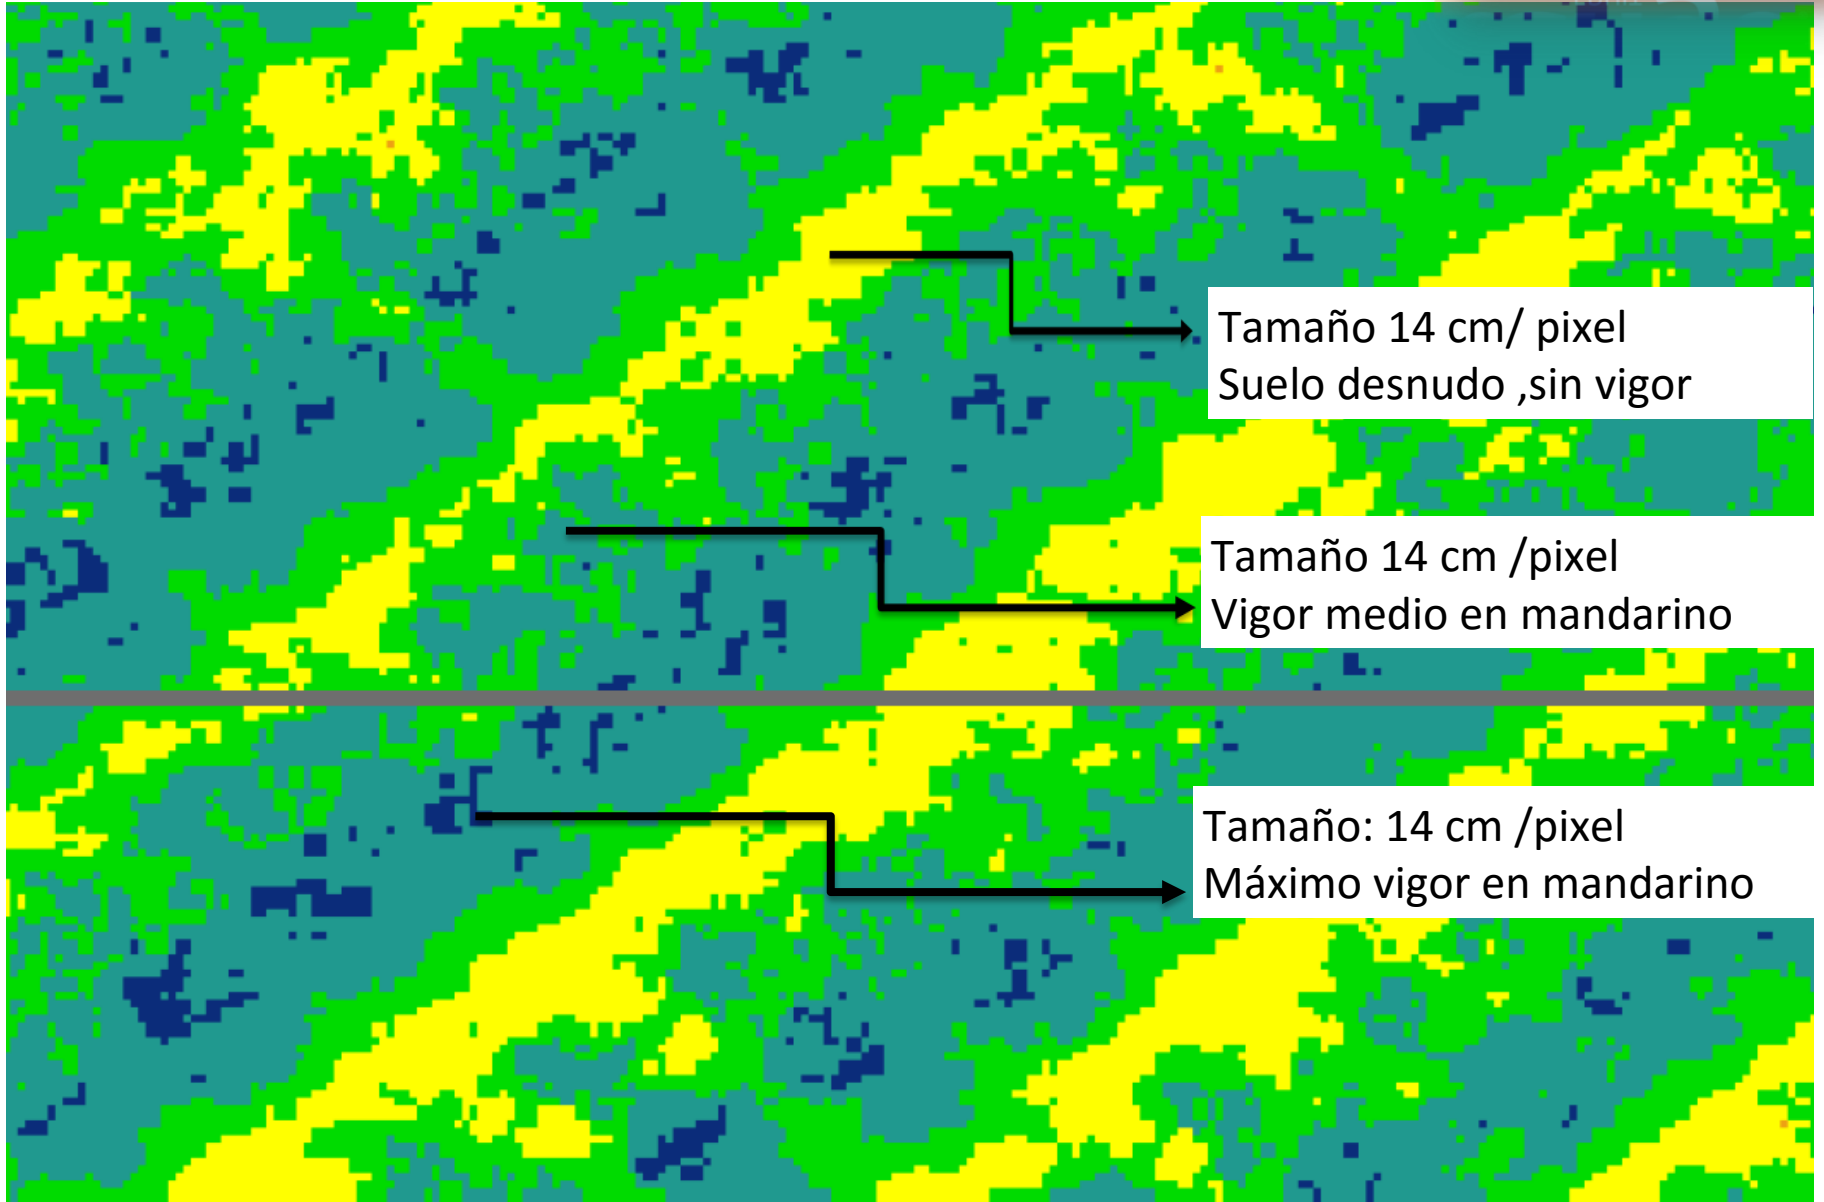 Tamaño 14 cm/ pixel
Suelo desnudo ,sin vigor
Tamaño 14 cm /pixel
Vigor medio en mandarino
Tamaño: 14 cm /pixel
Máximo vigor en mandarino